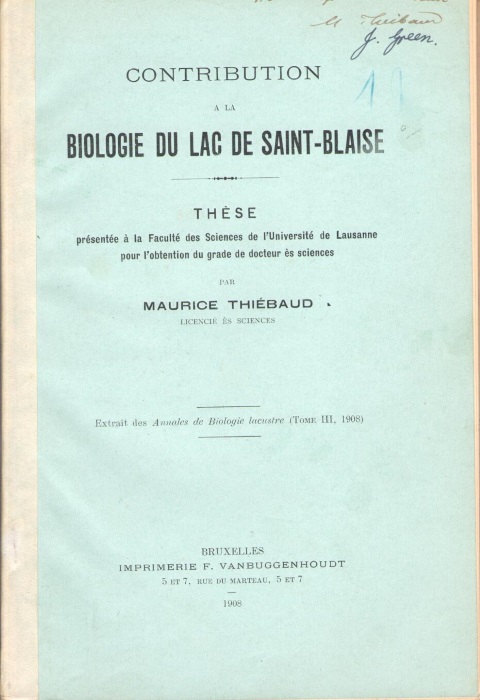 M Thiébaud
J. Green.
11
CONTRIBUTION
A LA
BIOLOGIE DU LAC DE SAINT-BLAISE
THÈSE
présentée à la Faculté des Sciences de l'Université de Lausanne
pour l'obtention du grade de docteur ès sciences
PAR
MAURICE THIÉBAUD
LICENCIÉ ÈS SCIENCES
Extrait des Annales de Biologie lacustre (TOME III, 1908)
BRUXELLES
IMPRIMERIE F. VANBUGGENHOUDT
5 ET 7, RUE DU MARTEAU, 5 ET 7
1908